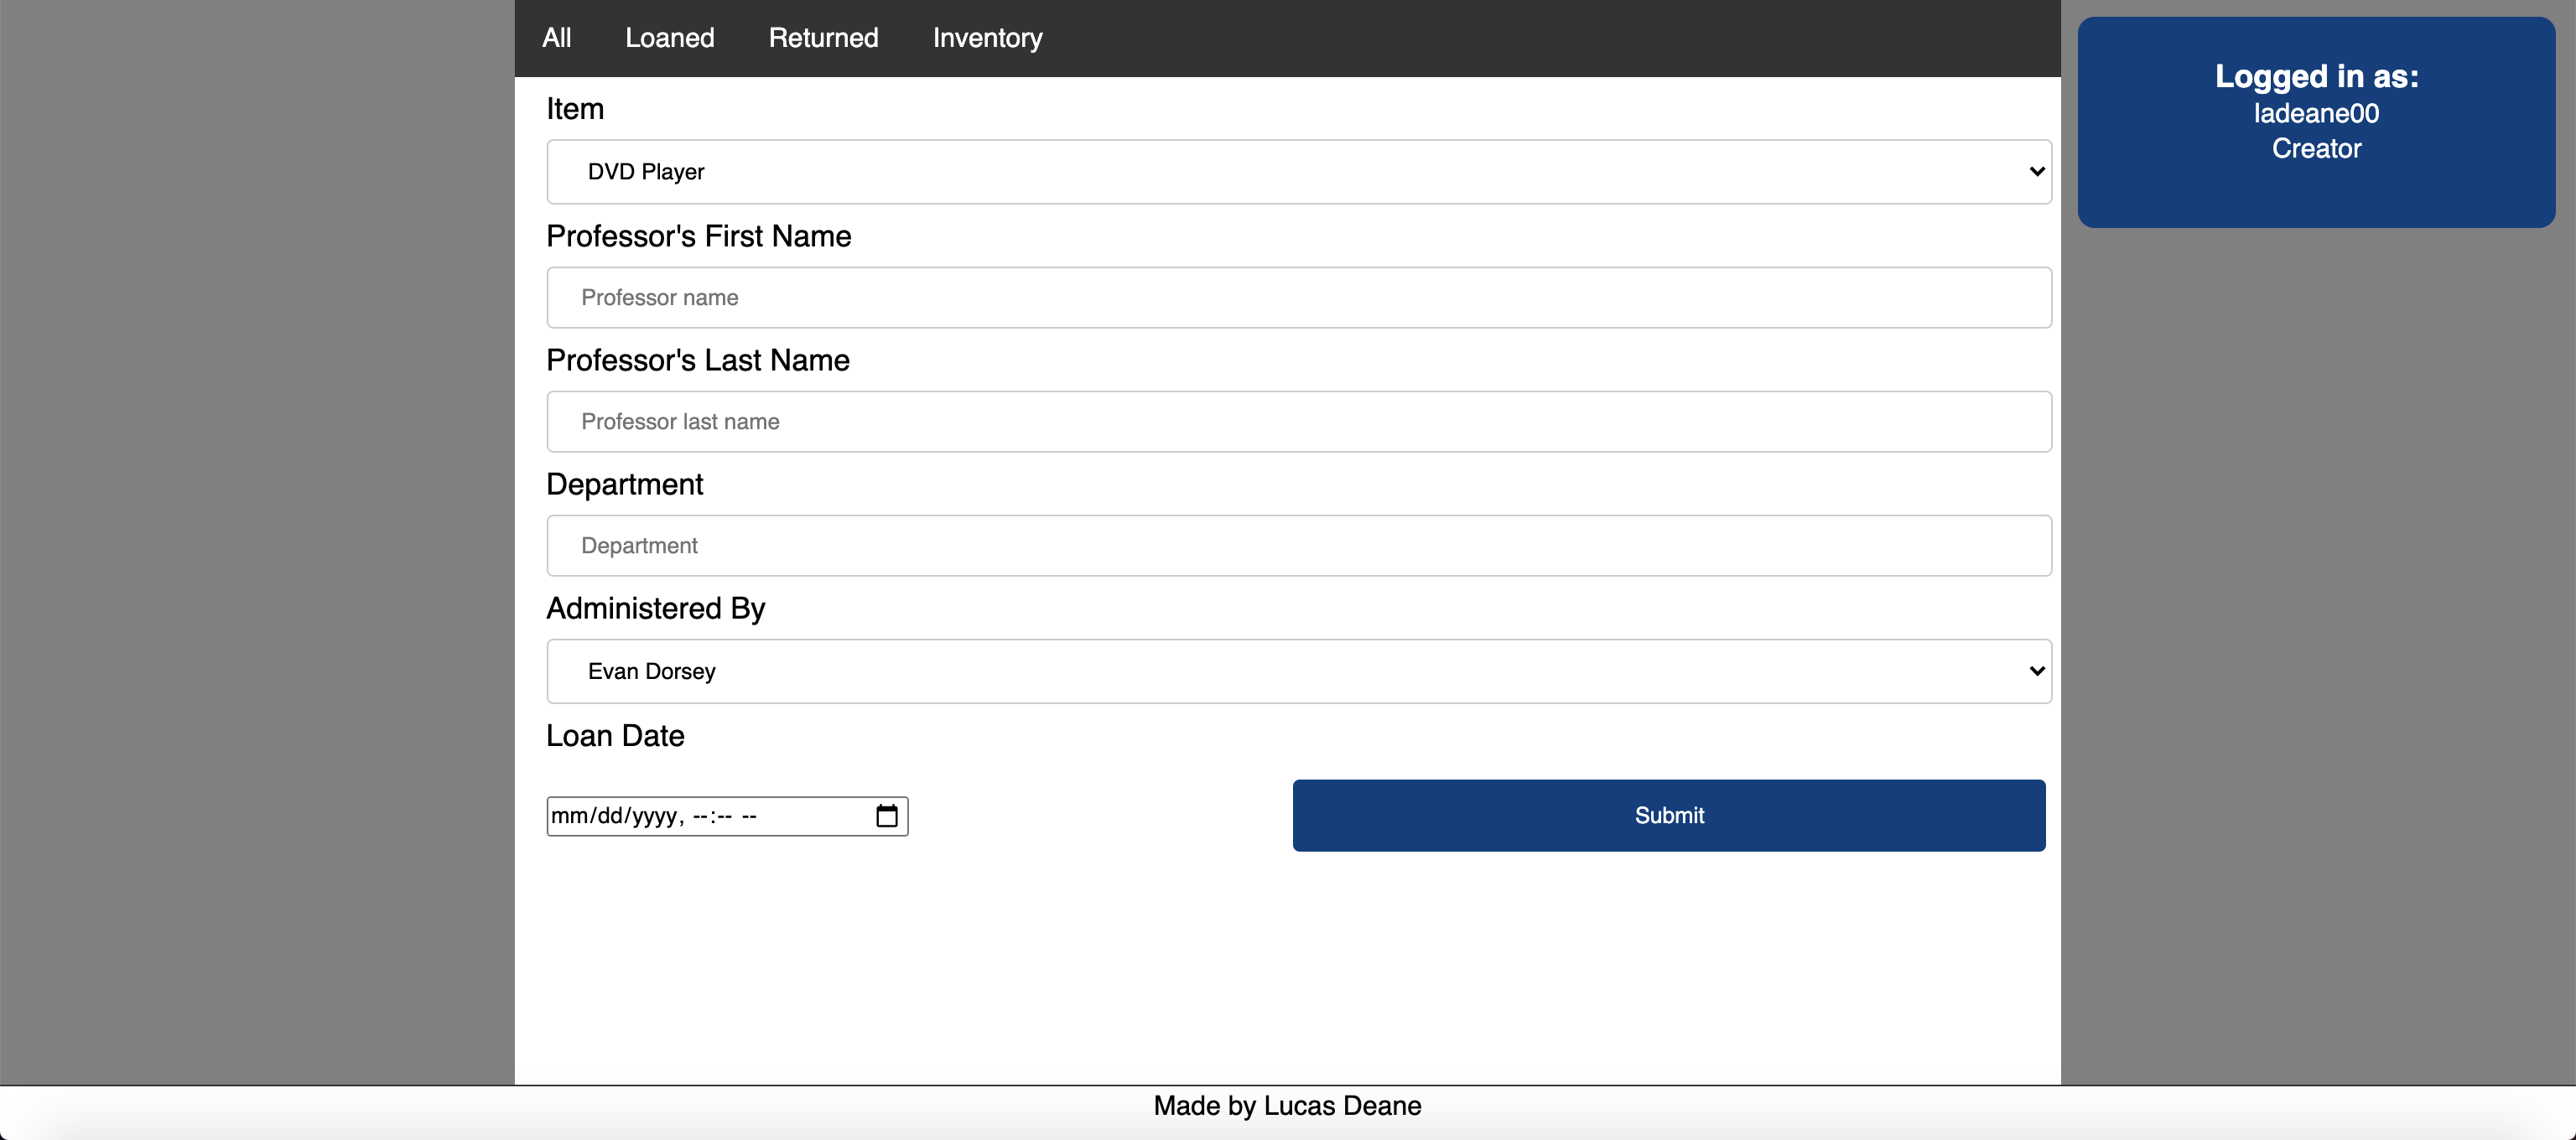 All Loaned Returned Inventory
Logged in as:
ladeane00
Creator
Item
DVD Player
Professor's First Name
Professor name
Professor's Last Name
Professor last name
Department
Department
Administered By
Evan Dorsey
Loan Date
mm/dd/yyyy, --:-- --
Submit
Made by Lucas Deane